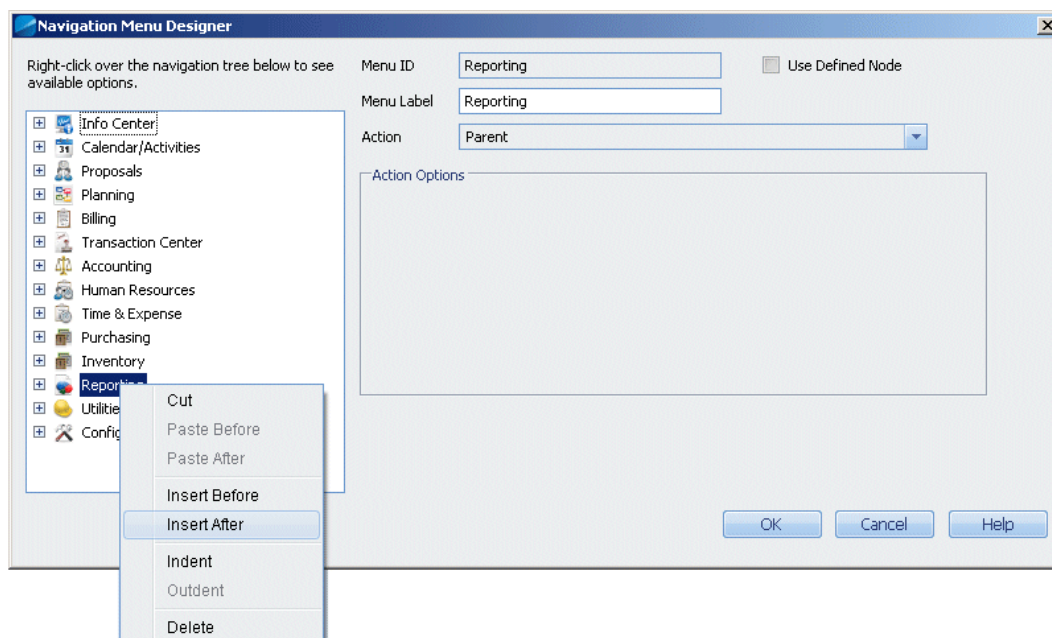 Navigation Menu Designer
Right-click over the navigation tree below to see
available options.
Info Center
Calendar/Activities
Proposals
Planning
Billing
Transaction Center
Accounting
Human Resources
Time & Expense
Purchasing
Inventory
Reporting
Utilitie
Config
Cut
Paste Before
Paste After
Insert Before
Insert After
Indent
Outdent
Delete
Menu ID
Reporting
Use Defined Node
Menu Label
Reporting
Action
Parent
Action Options
OK
Cancel
Help